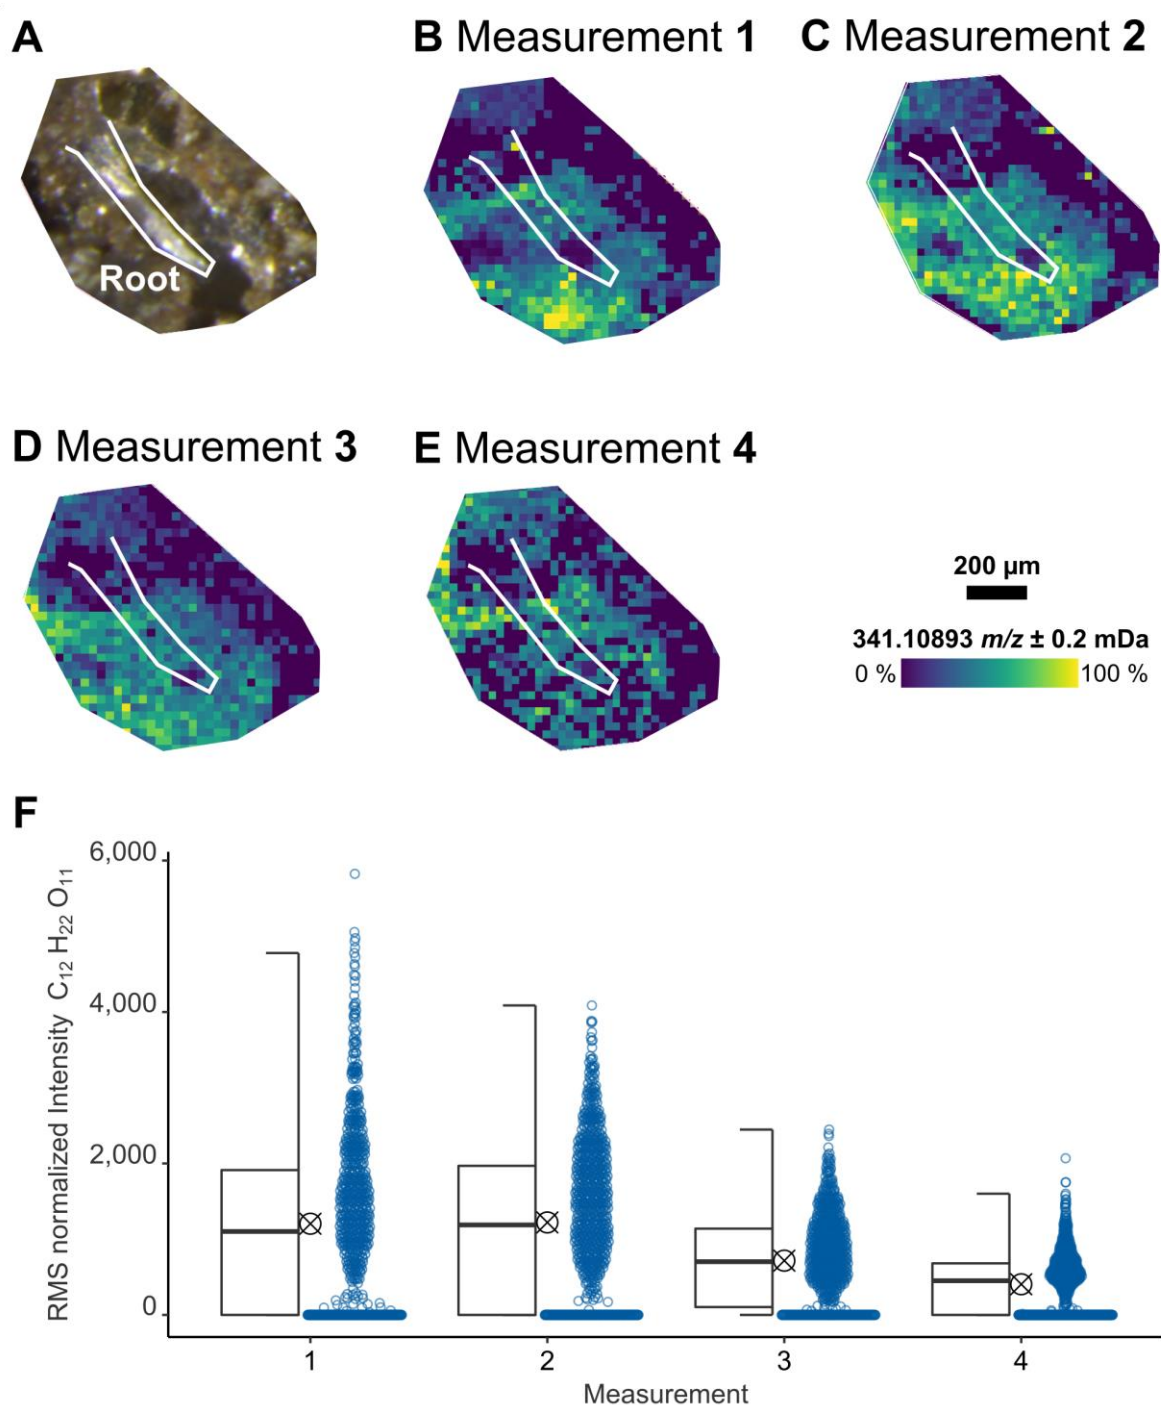 A
B Measurement 1
C Measurement 2
Root
D Measurement 3
E Measurement 4
200 µm
341.10893 m/z ± 0.2 mDa
0 %
100 %
F
RMS normalized Intensity C₁₂ H₂₂ O₁₁
6,000
4,000
2,000
0
1
2
3
4
Measurement